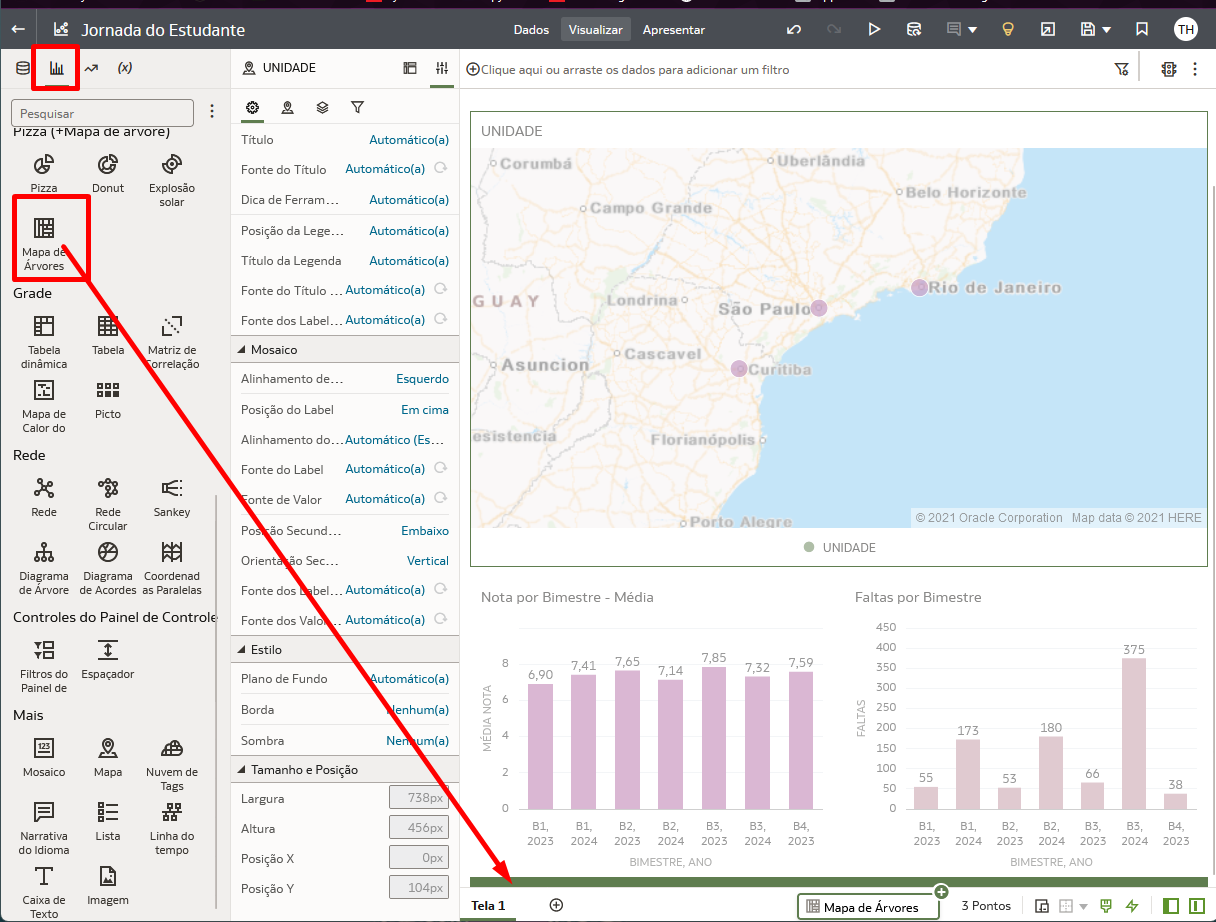 Jornada do Estudante
Dados
Visualizar
Apresentar
TH
(x)
UNIDADE
Clique aqui ou arraste os dados para adicionar um filtro
Pesquisar
Pizza (+Mapa de árvore)
Pizza
Donut
Explosão
solar
Mapa de
Árvores
Grade
Tabela
dinâmica
Tabela
Matriz de
Correlação
Mapa de
Calor do
Picto
Rede
Rede
Rede
Circular
Sankey
Diagrama
de Árvore
Diagrama
de Acordes
Coordenad
as Paralelas
Controles do Painel de Controle
Filtros do
Painel de
Espaçador
Mais
123
Mosaico
Mapa
Nuvem de
Tags
Narrativa
do Idioma
Lista
Linha do
tempo
Caixa de
Texto
Imagem
Título Automático(a)
Fonte do Título Automático(a)
Dica de Ferram... Automático(a)
Posição da Lege... Automático(a)
Título da Legenda Automático(a)
Fonte do Título ... Automático(a)
Fonte dos Label... Automático(a)
Mosaico
Alinhamento de... Esquerdo
Posição do Label Em cima
Alinhamento do... Automático (Es...
Fonte do Label Automático(a)
Fonte de Valor Automático(a)
Posição Secund... Embaixo
Orientação Sec... Vertical
Fonte dos Label... Automático(a)
Fonte dos Valor... Automático(a)
Estilo
Plano de Fundo Automático(a)
Borda Nenhum(a)
Sombra Nenhum(a)
Tamanho e Posição
Largura 738px
Altura 456px
Posição X 0px
Posição Y 104px
UNIDADE
Corumbá
Uberlândia
Belo Horizonte
Campo Grande
GUAY
Londrina
São Paulo
Rio de Janeiro
Cascavel
Asuncion
Curitiba
esistencia
Florianópolis
Porto Alegre
© 2021 Oracle Corporation Map data © 2021 HERE
UNIDADE
Nota por Bimestre - Média
MÉDIA NOTA
8
6
4
2
0
6,90
7,41
7,65
7,14
7,85
7,32
7,59
B1,
2023
B1,
2024
B2,
2023
B2,
2024
B3,
2023
B3,
2024
B4,
2023
BIMESTRE, ANO
Faltas por Bimestre
FALTAS
450
400
350
300
250
200
150
100
50
0
55
173
53
180
66
375
38
B1,
2023
B1,
2024
B2,
2023
B2,
2024
B3,
2023
B3,
2024
B4,
2023
BIMESTRE, ANO
Tela 1
Mapa de Árvores
3 Pontos